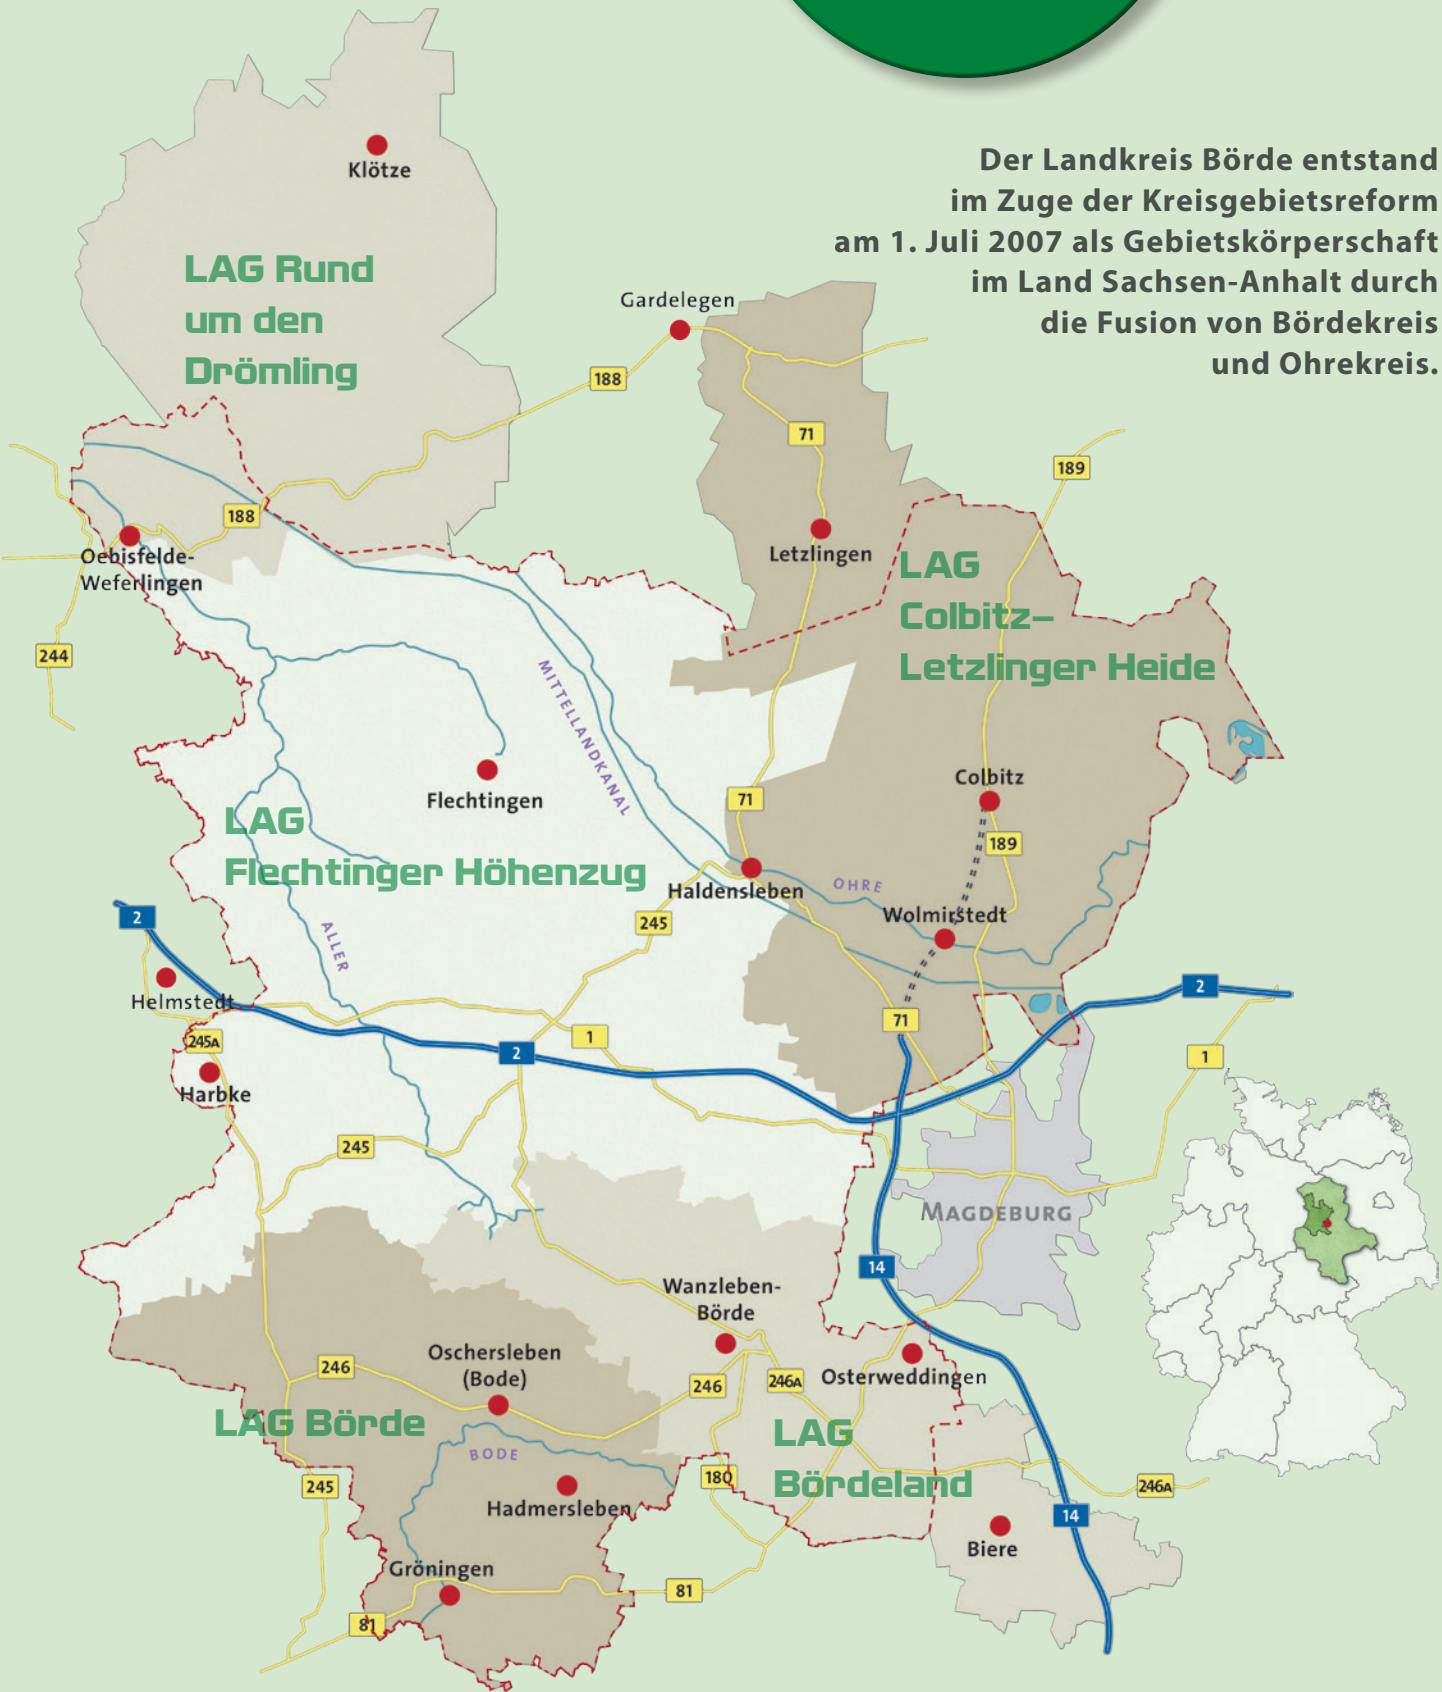 Klötze
Der Landkreis Börde entstand
im Zuge der Kreisgebietsreform
am 1. Juli 2007 als Gebietskörperschaft
im Land Sachsen-Anhalt durch
die Fusion von Bördekreis
und Ohrekreis.
LAG Rund
um den
Drömling
Gardelegen
188
71
189
188
Oebisfelde-
Weferlingen
Letzlingen
LAG
Colbitz–
Letzlinger Heide
244
MITTELLANDKANAL
Flechtingen
71
Colbitz
189
LAG
Flechtinger Höhenzug
Haldensleben
OHRE
Wolmirstedt
245
ALLER
2
Helmstedt
2
71
1
245A
2
1
Harbke
245
MAGDEBURG
14
Wanzleben-
Börde
Oschersleben
(Bode)
246
246
246A
Osterweddingen
LAG Börde
LAG
Bördeland
BODE
180
245
246A
Hadmersleben
14
Biere
Gröningen
81
81